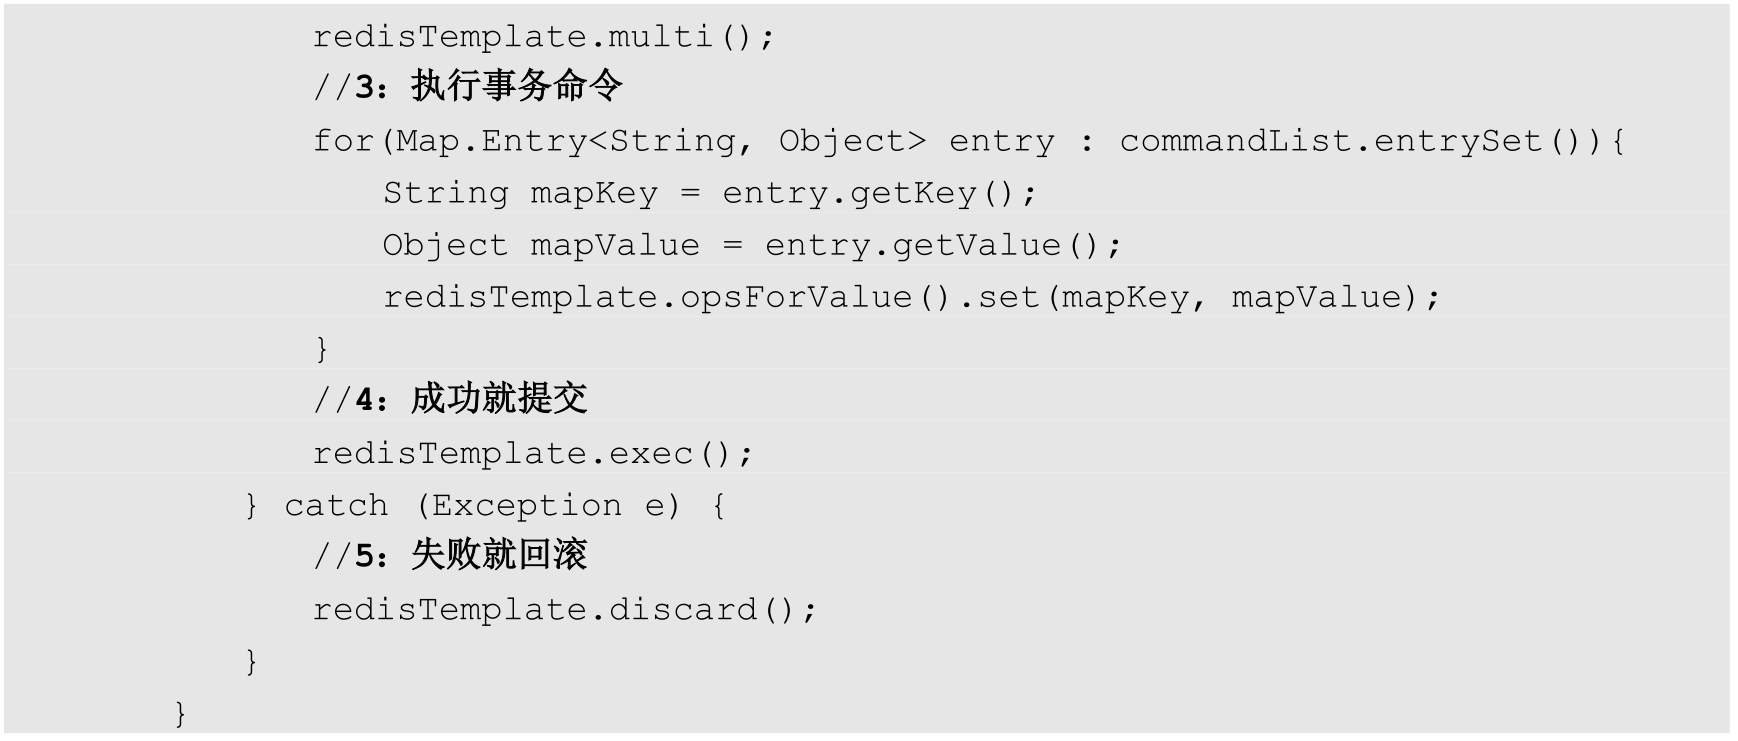 redisTemplate.multi();
//3：执行事务命令
for(Map.Entry<String, Object> entry : commandList.entrySet()){
String mapKey = entry.getKey();
Object mapValue = entry.getValue();
redisTemplate.opsForValue().set(mapKey, mapValue);
}
//4：成功就提交
redisTemplate.exec();
} catch (Exception e) {
//5：失败就回滚
redisTemplate.discard();
}
}